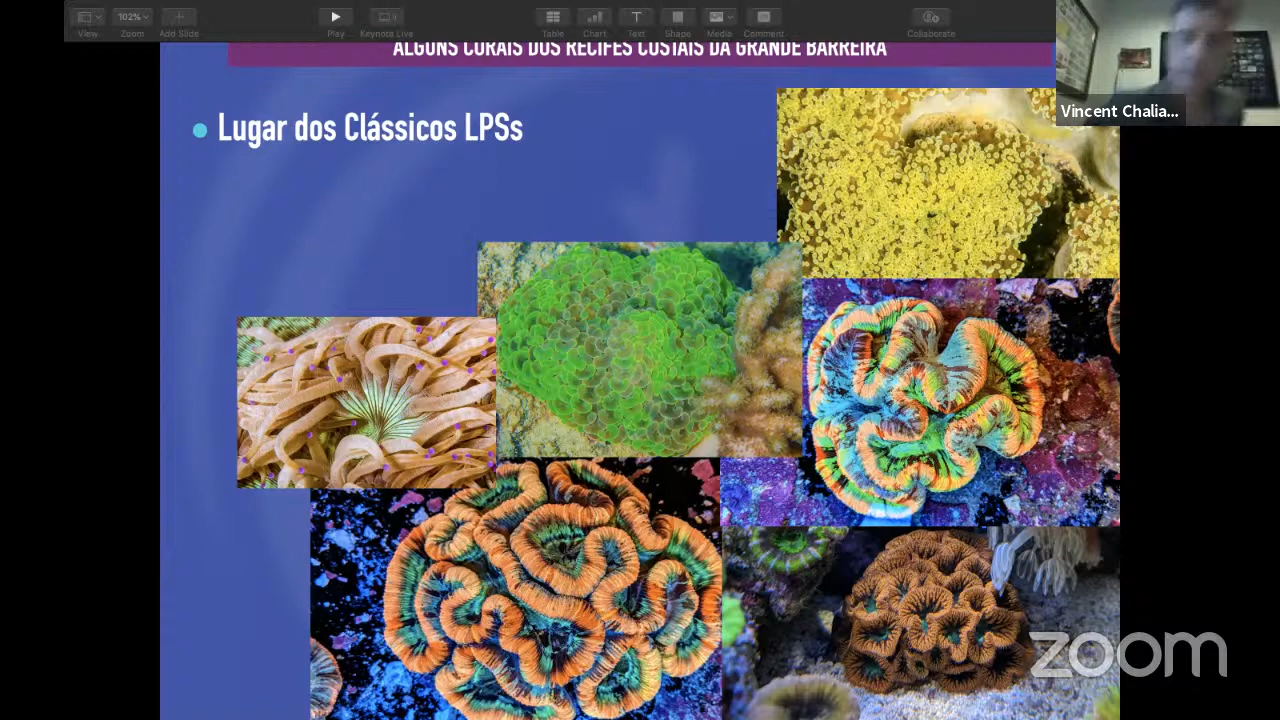 102%
View
Zoom
Add Slide
Play
Keynote Live
Table
Chart
Text
Shape
Media
Comment
Collaborate
ALGUNS CORAIS DOS RECIFES COSTAIS DA GRANDE BARREIRA
Vincent Chalia...
Lugar dos Clássicos LPSs
zoom